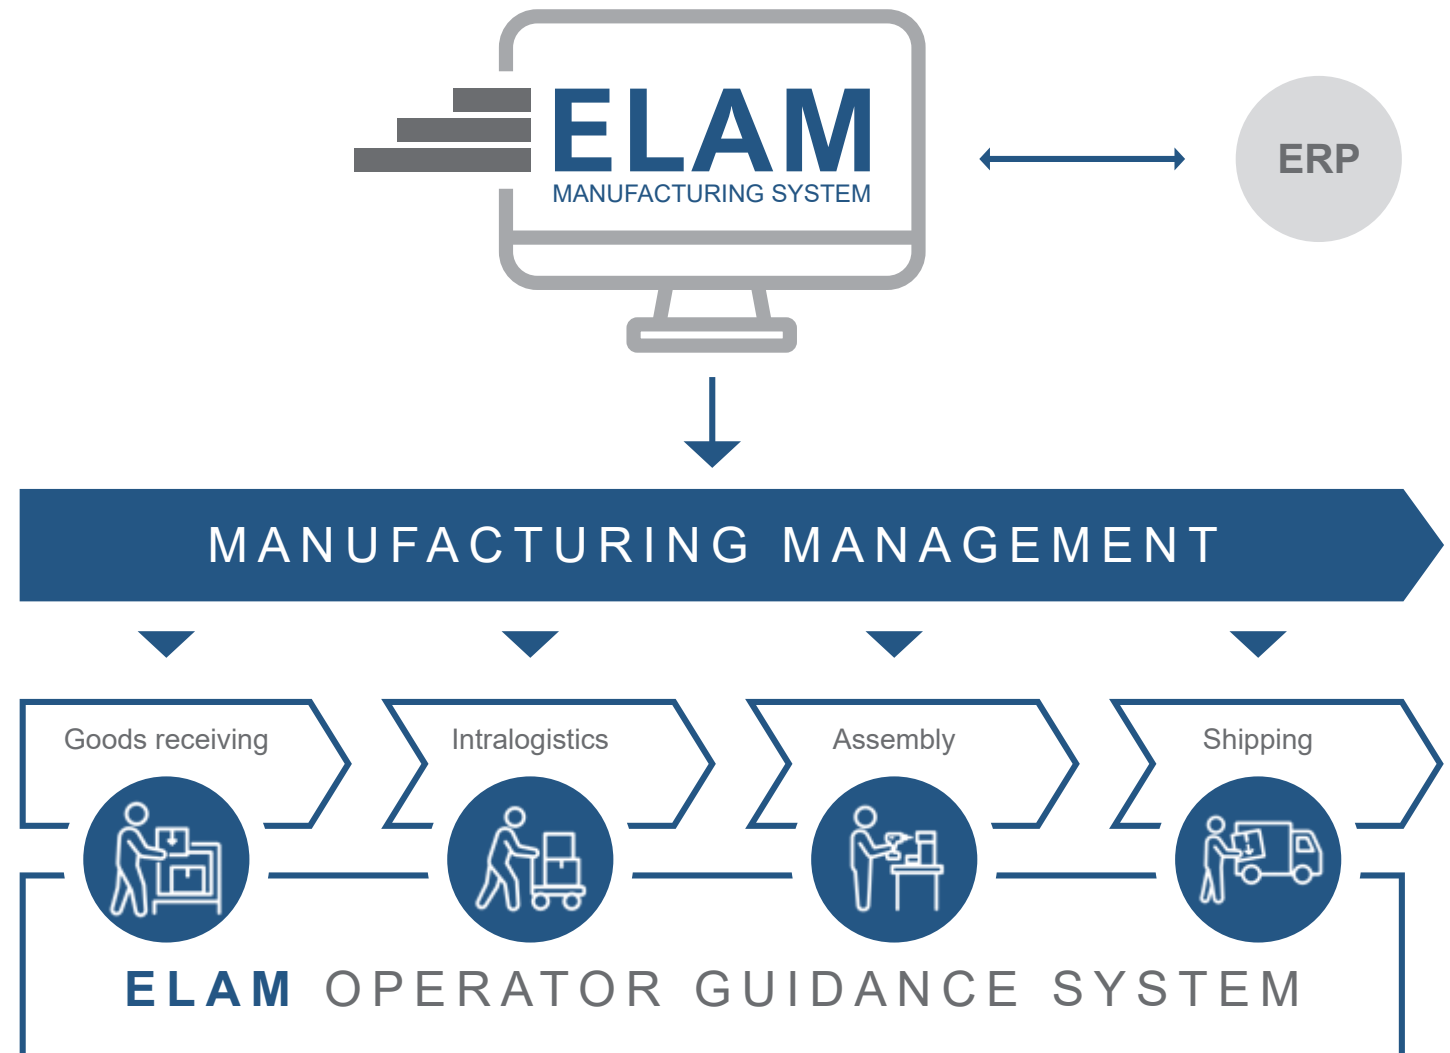 ELAM
MANUFACTURING SYSTEM
ERP
MANUFACTURING MANAGEMENT
Goods receiving
Intralogistics
Assembly
Shipping
ELAM OPERATOR GUIDANCE SYSTEM